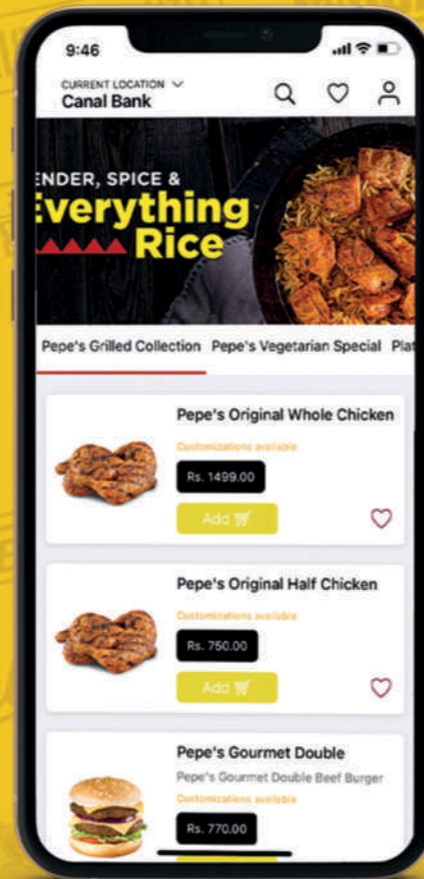 9:46
CURRENT LOCATION
Canal Bank
ENDER, SPICE &
Everything
Rice
Pepe's Grilled Collection Pepe's Vegetarian Special Plat
Pepe's Original Whole Chicken
Customizations available
Rs. 1499.00
Add
Pepe's Original Half Chicken
Customizations available
Rs. 750.00
Add
Pepe's Gourmet Double
Pepe's Gourmet Double Beef Burger
Customizations available
Rs. 770.00